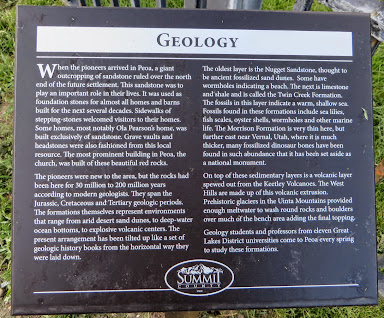 GEOLOGY
When the pioneers arrived in Peoa, a giant
outcropping of sandstone ruled over the north
end of the future settlement. This sandstone was to
play an important role in their lives. It was used as
foundation stones for almost all homes and barns
built for the next several decades. Sidewalks of
stepping-stones welcomed visitors to their homes.
Some homes, most notably Ola Pearson's home, was
built exclusively of sandstone. Grave vaults and
headstones were also fashioned from this local
resource. The most prominent building in Peoa, the
church, was built of these beautiful red rocks.
The pioneers were new to the area, but the rocks had
been here for 30 million to 200 million years
according to modern geologists. They span the
Jurassic, Cretaceous and Tertiary geologic periods.
The formations themselves represent environments
that range from arid desert sand dunes, to deep-water
ocean bottoms, to explosive volcanic centers. The
present arrangement has been tilted up like a set of
geologic history books from the horizontal way they
were laid down.
The oldest layer is the Nugget Sandstone, thought to
be ancient fossilized sand dunes. Some have
wormholes indicating a beach. The next is limestone
and shale and is called the Twin Creek Formation.
The fossils in this layer indicate a warm, shallow sea.
Fossils found in these formations include sea lilies,
fish scales, oyster shells, wormholes and other marine
life. The Morrison Formation is very thin here, but
farther east near Vernal, Utah, where it is much
thicker, many fossilized dinosaur bones have been
found in such abundance that it has been set aside as
a national monument.
On top of these sedimentary layers is a volcanic layer
spewed out from the Keetley Volcanoes. The West
Hills are made up of this volcanic extrusion.
Prehistoric glaciers in the Uinta Mountains provided
enough meltwater to wash round rocks and boulders
over much of the bench area adding the final topping.
Geology students and professors from eleven Great
Lakes District universities come to Peoa every spring
to study these formations.
SUMMIT
COUNTY